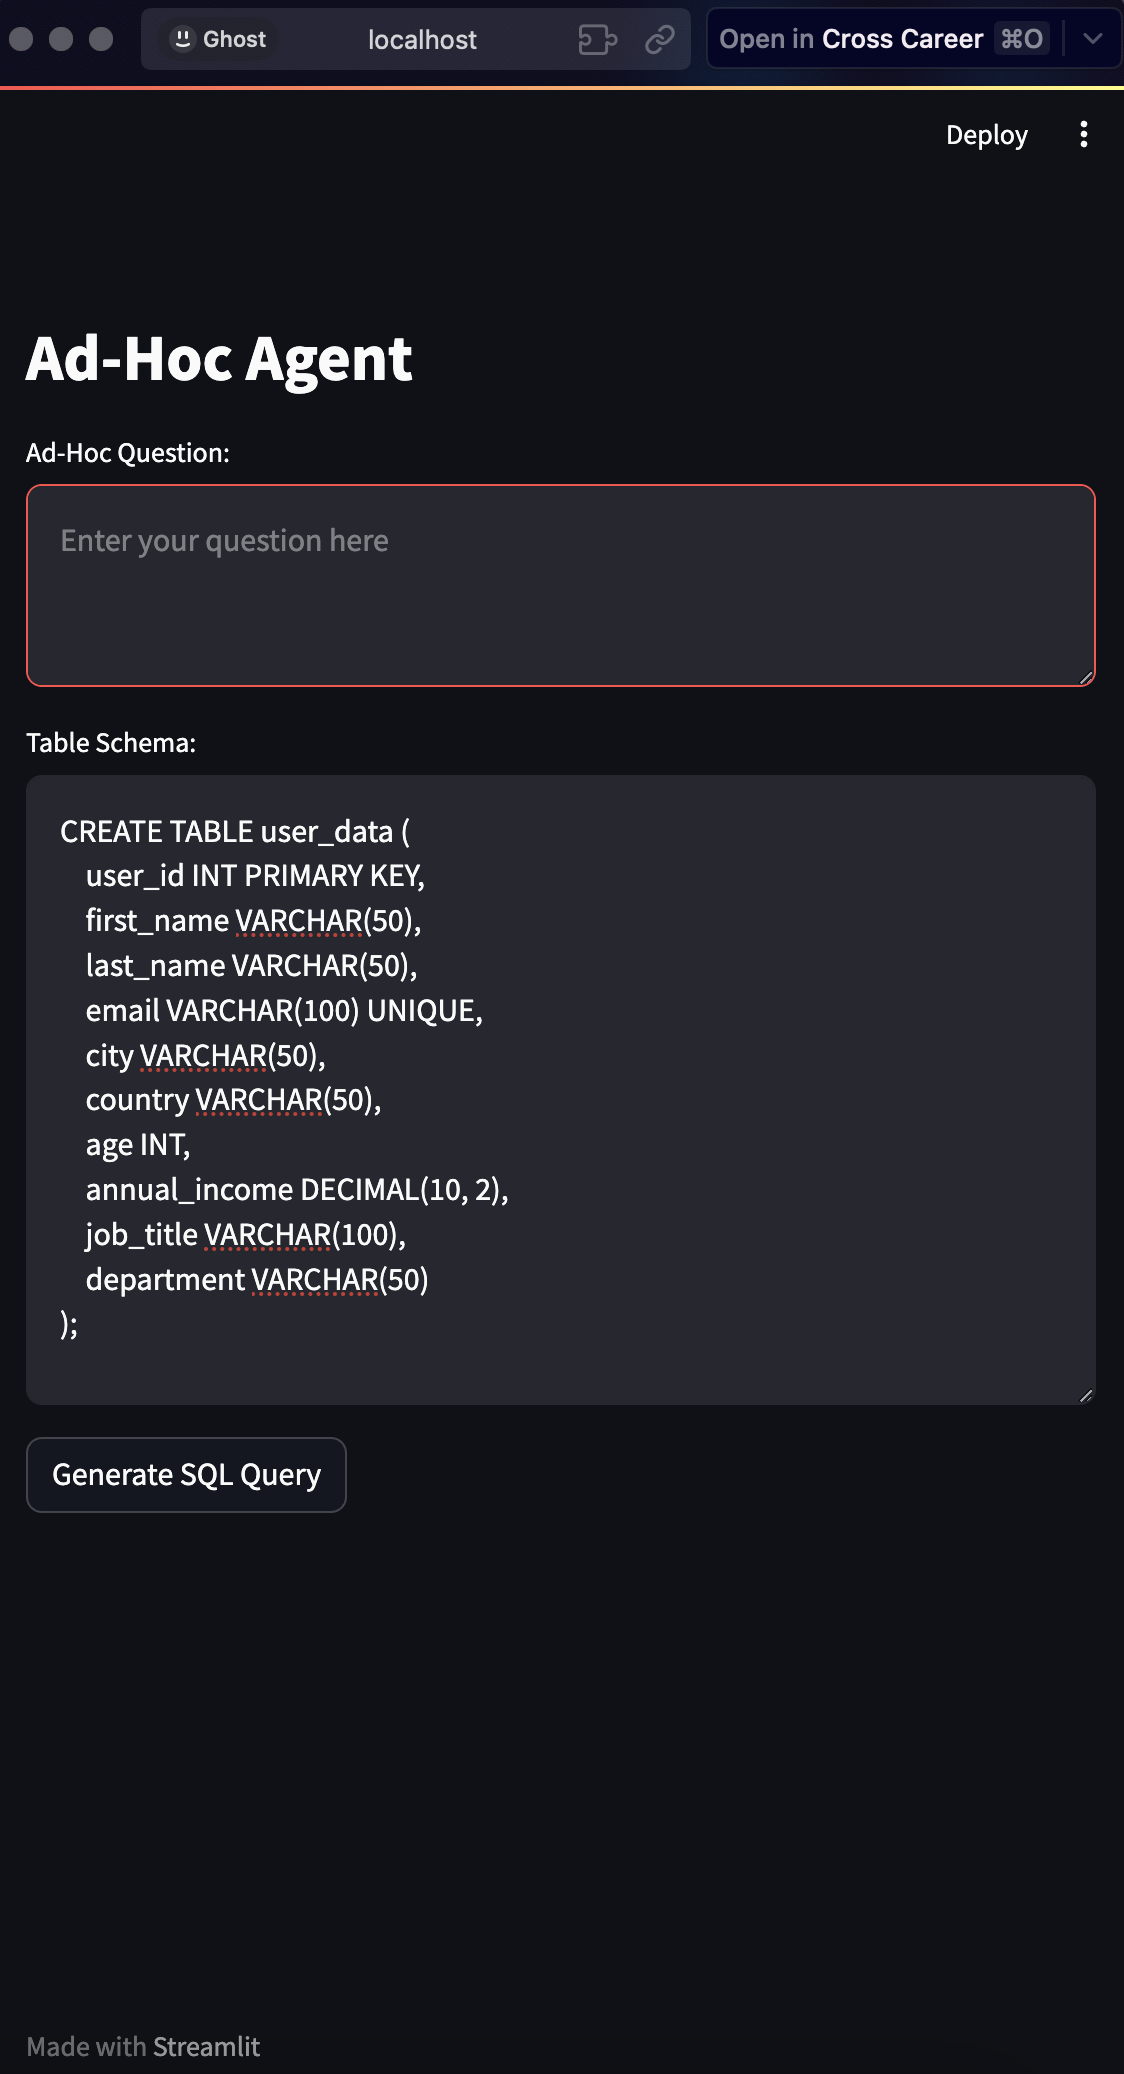 Ghost
localhost
Open in Cross Career ⌘O
Deploy
Ad-Hoc Agent
Ad-Hoc Question:
Enter your question here
Table Schema:
CREATE TABLE user_data (
    user_id INT PRIMARY KEY,
    first_name VARCHAR(50),
    last_name VARCHAR(50),
    email VARCHAR(100) UNIQUE,
    city VARCHAR(50),
    country VARCHAR(50),
    age INT,
    annual_income DECIMAL(10, 2),
    job_title VARCHAR(100),
    department VARCHAR(50)
);
Generate SQL Query
Made with Streamlit